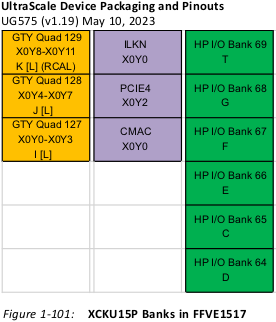 UltraScale Device Packaging and Pinouts
UG575 (v1.19) May 10, 2023
GTY Quad 129
X0Y8-X0Y11
K [L] (RCAL)
ILKN
X0Y0
HP I/O Bank 69
T
GTY Quad 128
X0Y4-X0Y7
J [L]
PCIE4
X0Y2
HP I/O Bank 68
G
GTY Quad 127
X0Y0-X0Y3
I [L]
CMAC
X0Y0
HP I/O Bank 67
F
HP I/O Bank 66
E
HP I/O Bank 65
C
HP I/O Bank 64
D
Figure 1-101: XCKU15P Banks in FFVE1517